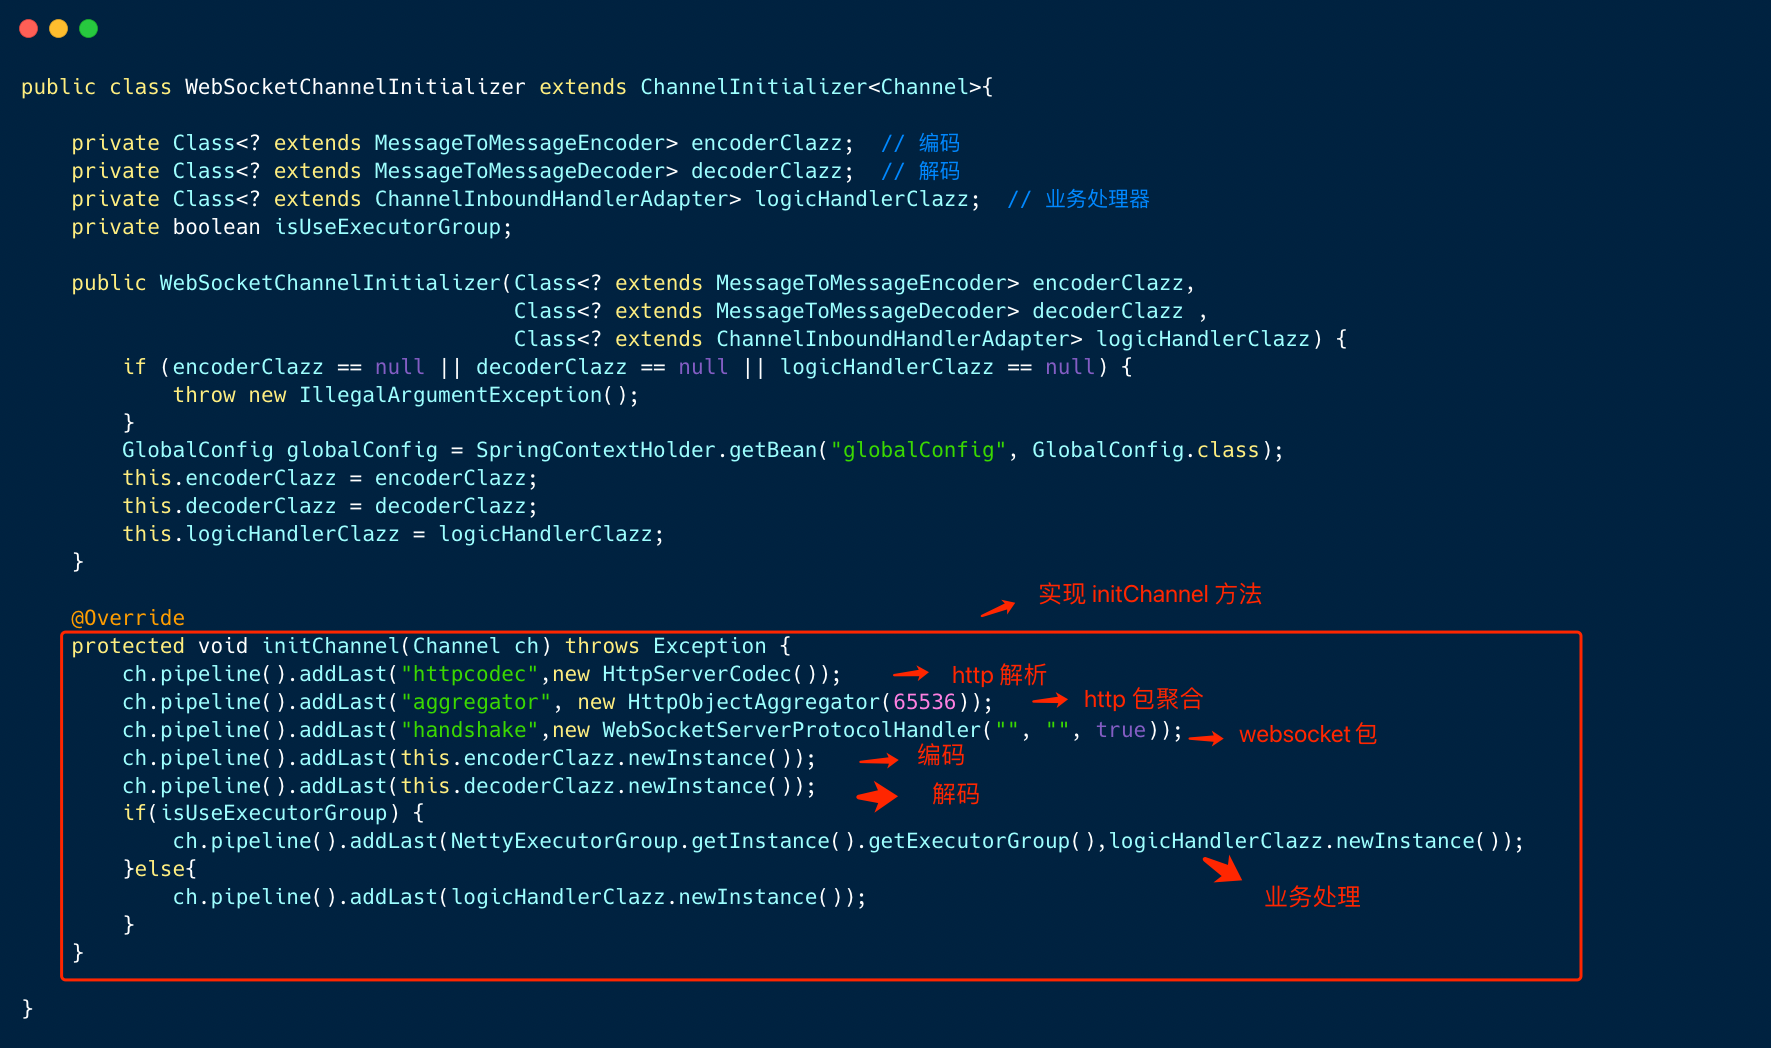 public class WebSocketChannelInitializer extends ChannelInitializer<Channel>{
private Class<? extends MessageToMessageEncoder> encoderClazz;  // 编码
private Class<? extends MessageToMessageDecoder> decoderClazz;  // 解码
private Class<? extends ChannelInboundHandlerAdapter> logicHandlerClazz;  // 业务处理器
private boolean isUseExecutorGroup;
public WebSocketChannelInitializer(Class<? extends MessageToMessageEncoder> encoderClazz,
Class<? extends MessageToMessageDecoder> decoderClazz ,
Class<? extends ChannelInboundHandlerAdapter> logicHandlerClazz) {
if (encoderClazz == null || decoderClazz == null || logicHandlerClazz == null) {
throw new IllegalArgumentException();
}
GlobalConfig globalConfig = SpringContextHolder.getBean("globalConfig", GlobalConfig.class);
this.encoderClazz = encoderClazz;
this.decoderClazz = decoderClazz;
this.logicHandlerClazz = logicHandlerClazz;
}
实现 initChannel 方法
@Override
protected void initChannel(Channel ch) throws Exception {
ch.pipeline().addLast("httpcodec",new HttpServerCodec()); http 解析
ch.pipeline().addLast("aggregator", new HttpObjectAggregator(65536)); http 包聚合
ch.pipeline().addLast("handshake",new WebSocketServerProtocolHandler("", "", true)); websocket 包
ch.pipeline().addLast(this.encoderClazz.newInstance()); 编码
ch.pipeline().addLast(this.decoderClazz.newInstance()); 解码
if(isUseExecutorGroup) {
ch.pipeline().addLast(NettyExecutorGroup.getInstance().getExecutorGroup(),logicHandlerClazz.newInstance());
}else{
ch.pipeline().addLast(logicHandlerClazz.newInstance()); 业务处理
}
}
}